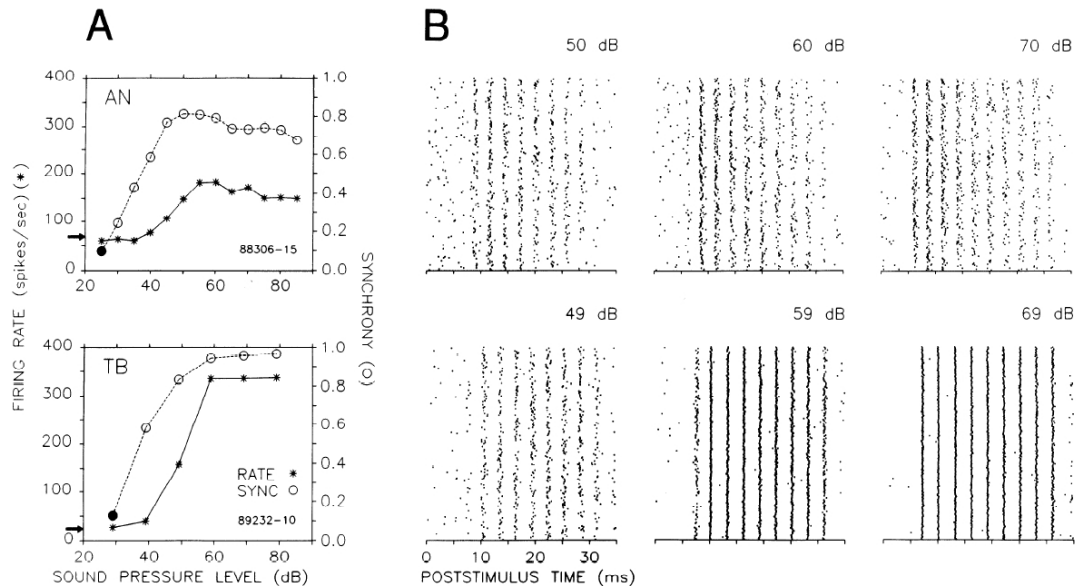 A
B
50 dB
60 dB
70 dB
400
300
200
100
0
1.0
0.8
0.6
0.4
0.2
0.0
AN
88306-15
20
40
60
80
FIRING RATE (spikes/sec)(*)
SYNCHRONY (O)
49 dB
59 dB
69 dB
400
300
200
100
50
0
1.0
0.8
0.6
0.4
0.2
0.0
TB
RATE
SYNC
89232-10
20
40
60
80
SOUND PRESSURE LEVEL (dB)
0
10
20
30
POSTSTIMULUS TIME (ms)